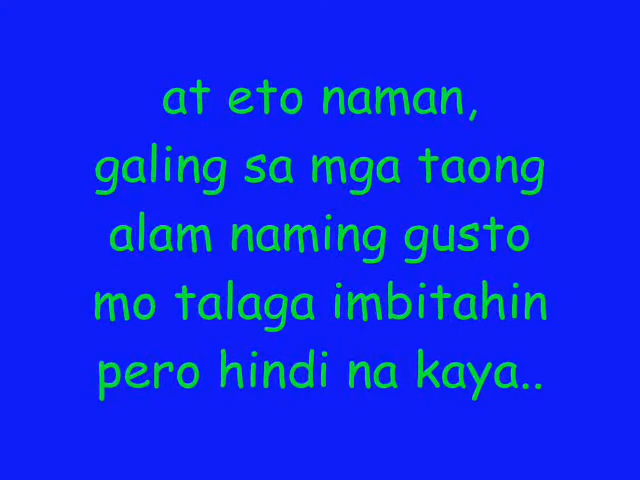 at eto naman,
galing sa mga taong
alam naming gusto
mo talaga imbitahin
pero hindi na kaya..